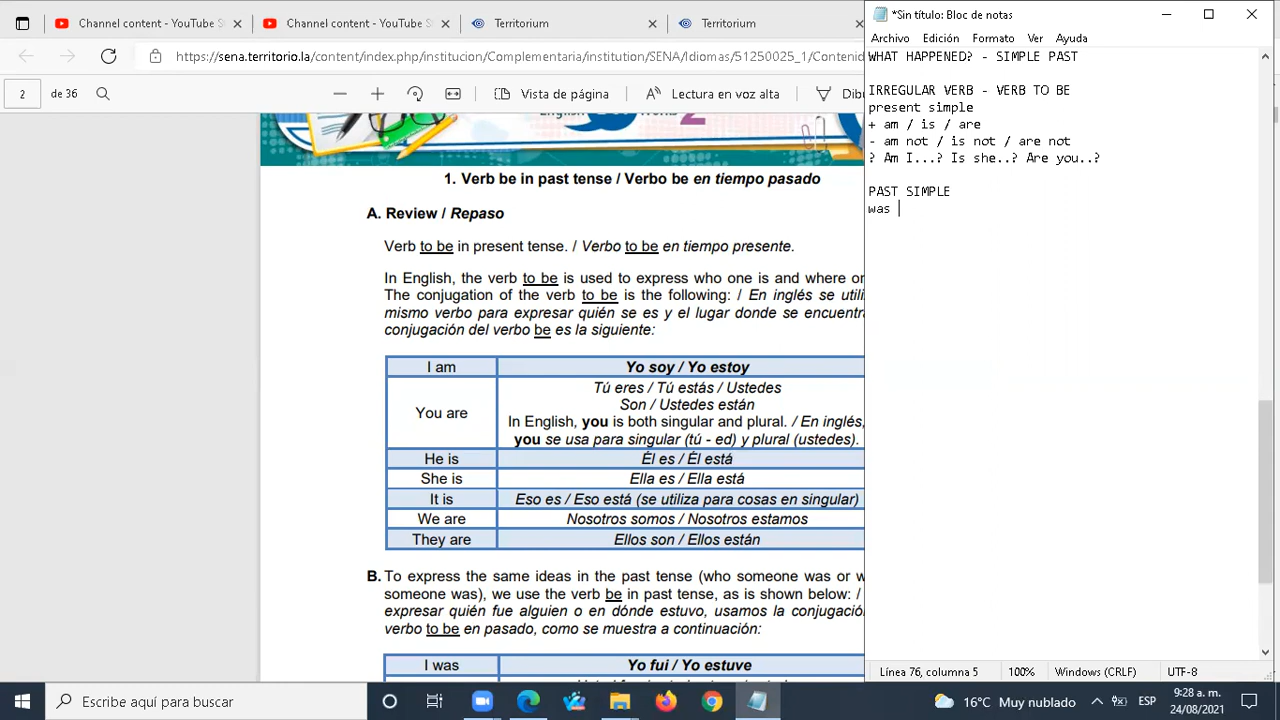 Channel content - YouTube S
Channel content - YouTube S
Territorium
Territorium
https://sena.territorio.la/content/index.php/institucion/Complementaria/institution/SENA/Idiomas/51250025_1/Contenid
2 de 36
Vista de página
Lectura en voz alta
Dibu
English
World
2
1. Verb be in past tense / Verbo be en tiempo pasado
A. Review / Repaso
Verb to be in present tense. / Verbo to be en tiempo presente.
In English, the verb to be is used to express who one is and where on
The conjugation of the verb to be is the following: / En inglés se utili
mismo verbo para expresar quién se es y el lugar donde se encuentra
conjugación del verbo be es la siguiente:
I am
Yo soy / Yo estoy
You are
Tú eres / Tú estás / Ustedes
Son / Ustedes están
In English, you is both singular and plural. / En inglés,
you se usa para singular (tú - ed) y plural (ustedes).
He is
Él es / Él está
She is
Ella es / Ella está
It is
Eso es / Eso está (se utiliza para cosas en singular)
We are
Nosotros somos / Nosotros estamos
They are
Ellos son / Ellos están
B. To express the same ideas in the past tense (who someone was or w
someone was), we use the verb be in past tense, as is shown below: /
expresar quién fue alguien o en dónde estuvo, usamos la conjugación
verbo to be en pasado, como se muestra a continuación:
I was
Yo fui / Yo estuve
*Sin título: Bloc de notas
Archivo Edición Formato Ver Ayuda
WHAT HAPPENED? - SIMPLE PAST
IRREGULAR VERB - VERB TO BE
present simple
+ am / is / are
- am not / is not / are not
? Am I...? Is she..? Are you..?
PAST SIMPLE
was
Línea 76, columna 5
100%
Windows (CRLF)
UTF-8
Escribe aquí para buscar
16°C Muy nublado
ESP
9:28 a. m.
24/08/2021